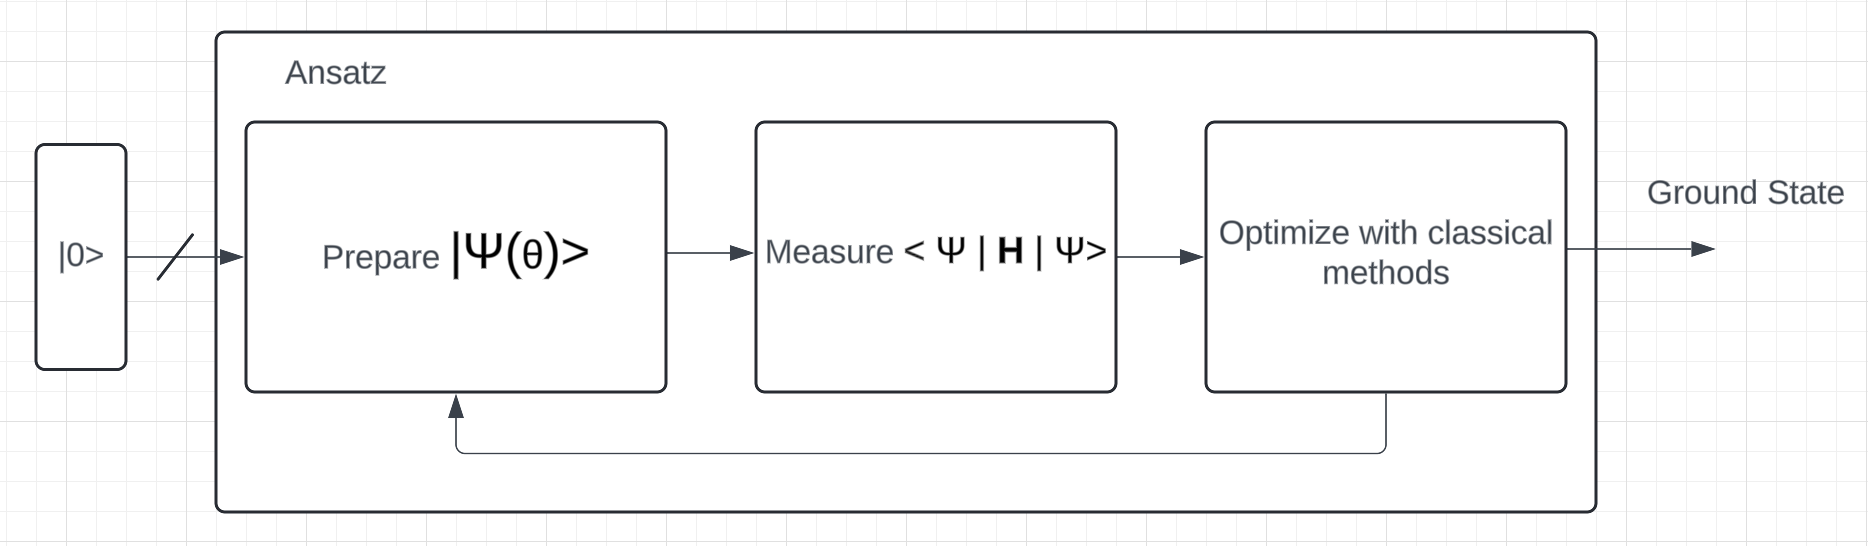 Ansatz
|0>
Prepare |Ψ(θ)>
Measure < Ψ | H | Ψ>
Optimize with classical
methods
Ground State